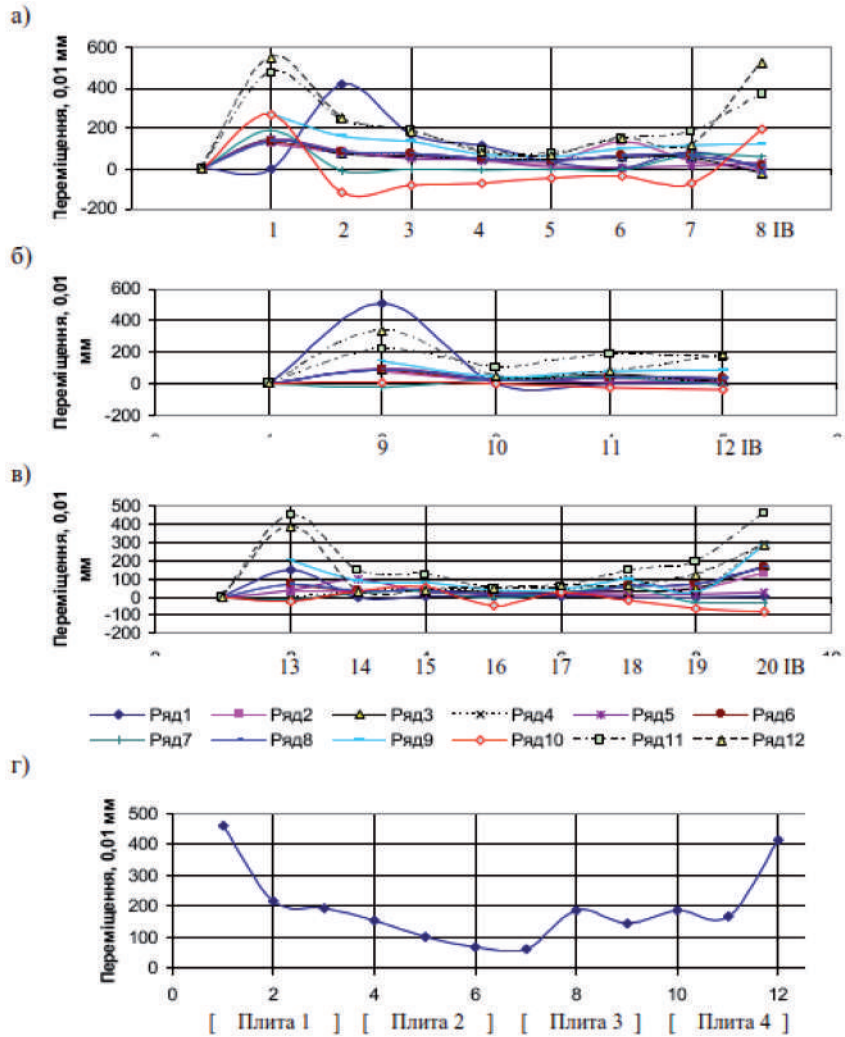 а)
Переміщення, 0,01 мм
600
400
200
0
-200
1 2 3 4 5 6 7 8 ІВ
б)
Переміщення, 0,01
мм
600
400
200
0
-200
9 10 11 12 ІВ
в)
Переміщення, 0,01
мм
500
400
300
200
100
0
-100
-200
13 14 15 16 17 18 19 20 ІВ
Ряд1 Ряд2 Ряд3 Ряд4 Ряд5 Ряд6
Ряд7 Ряд8 Ряд9 Ряд10 Ряд11 Ряд12
г)
Переміщення, 0,01 мм
500
400
300
200
100
0
0 2 4 6 8 10 12
[ Плита 1 ] [ Плита 2 ] [ Плита 3 ] [ Плита 4 ]